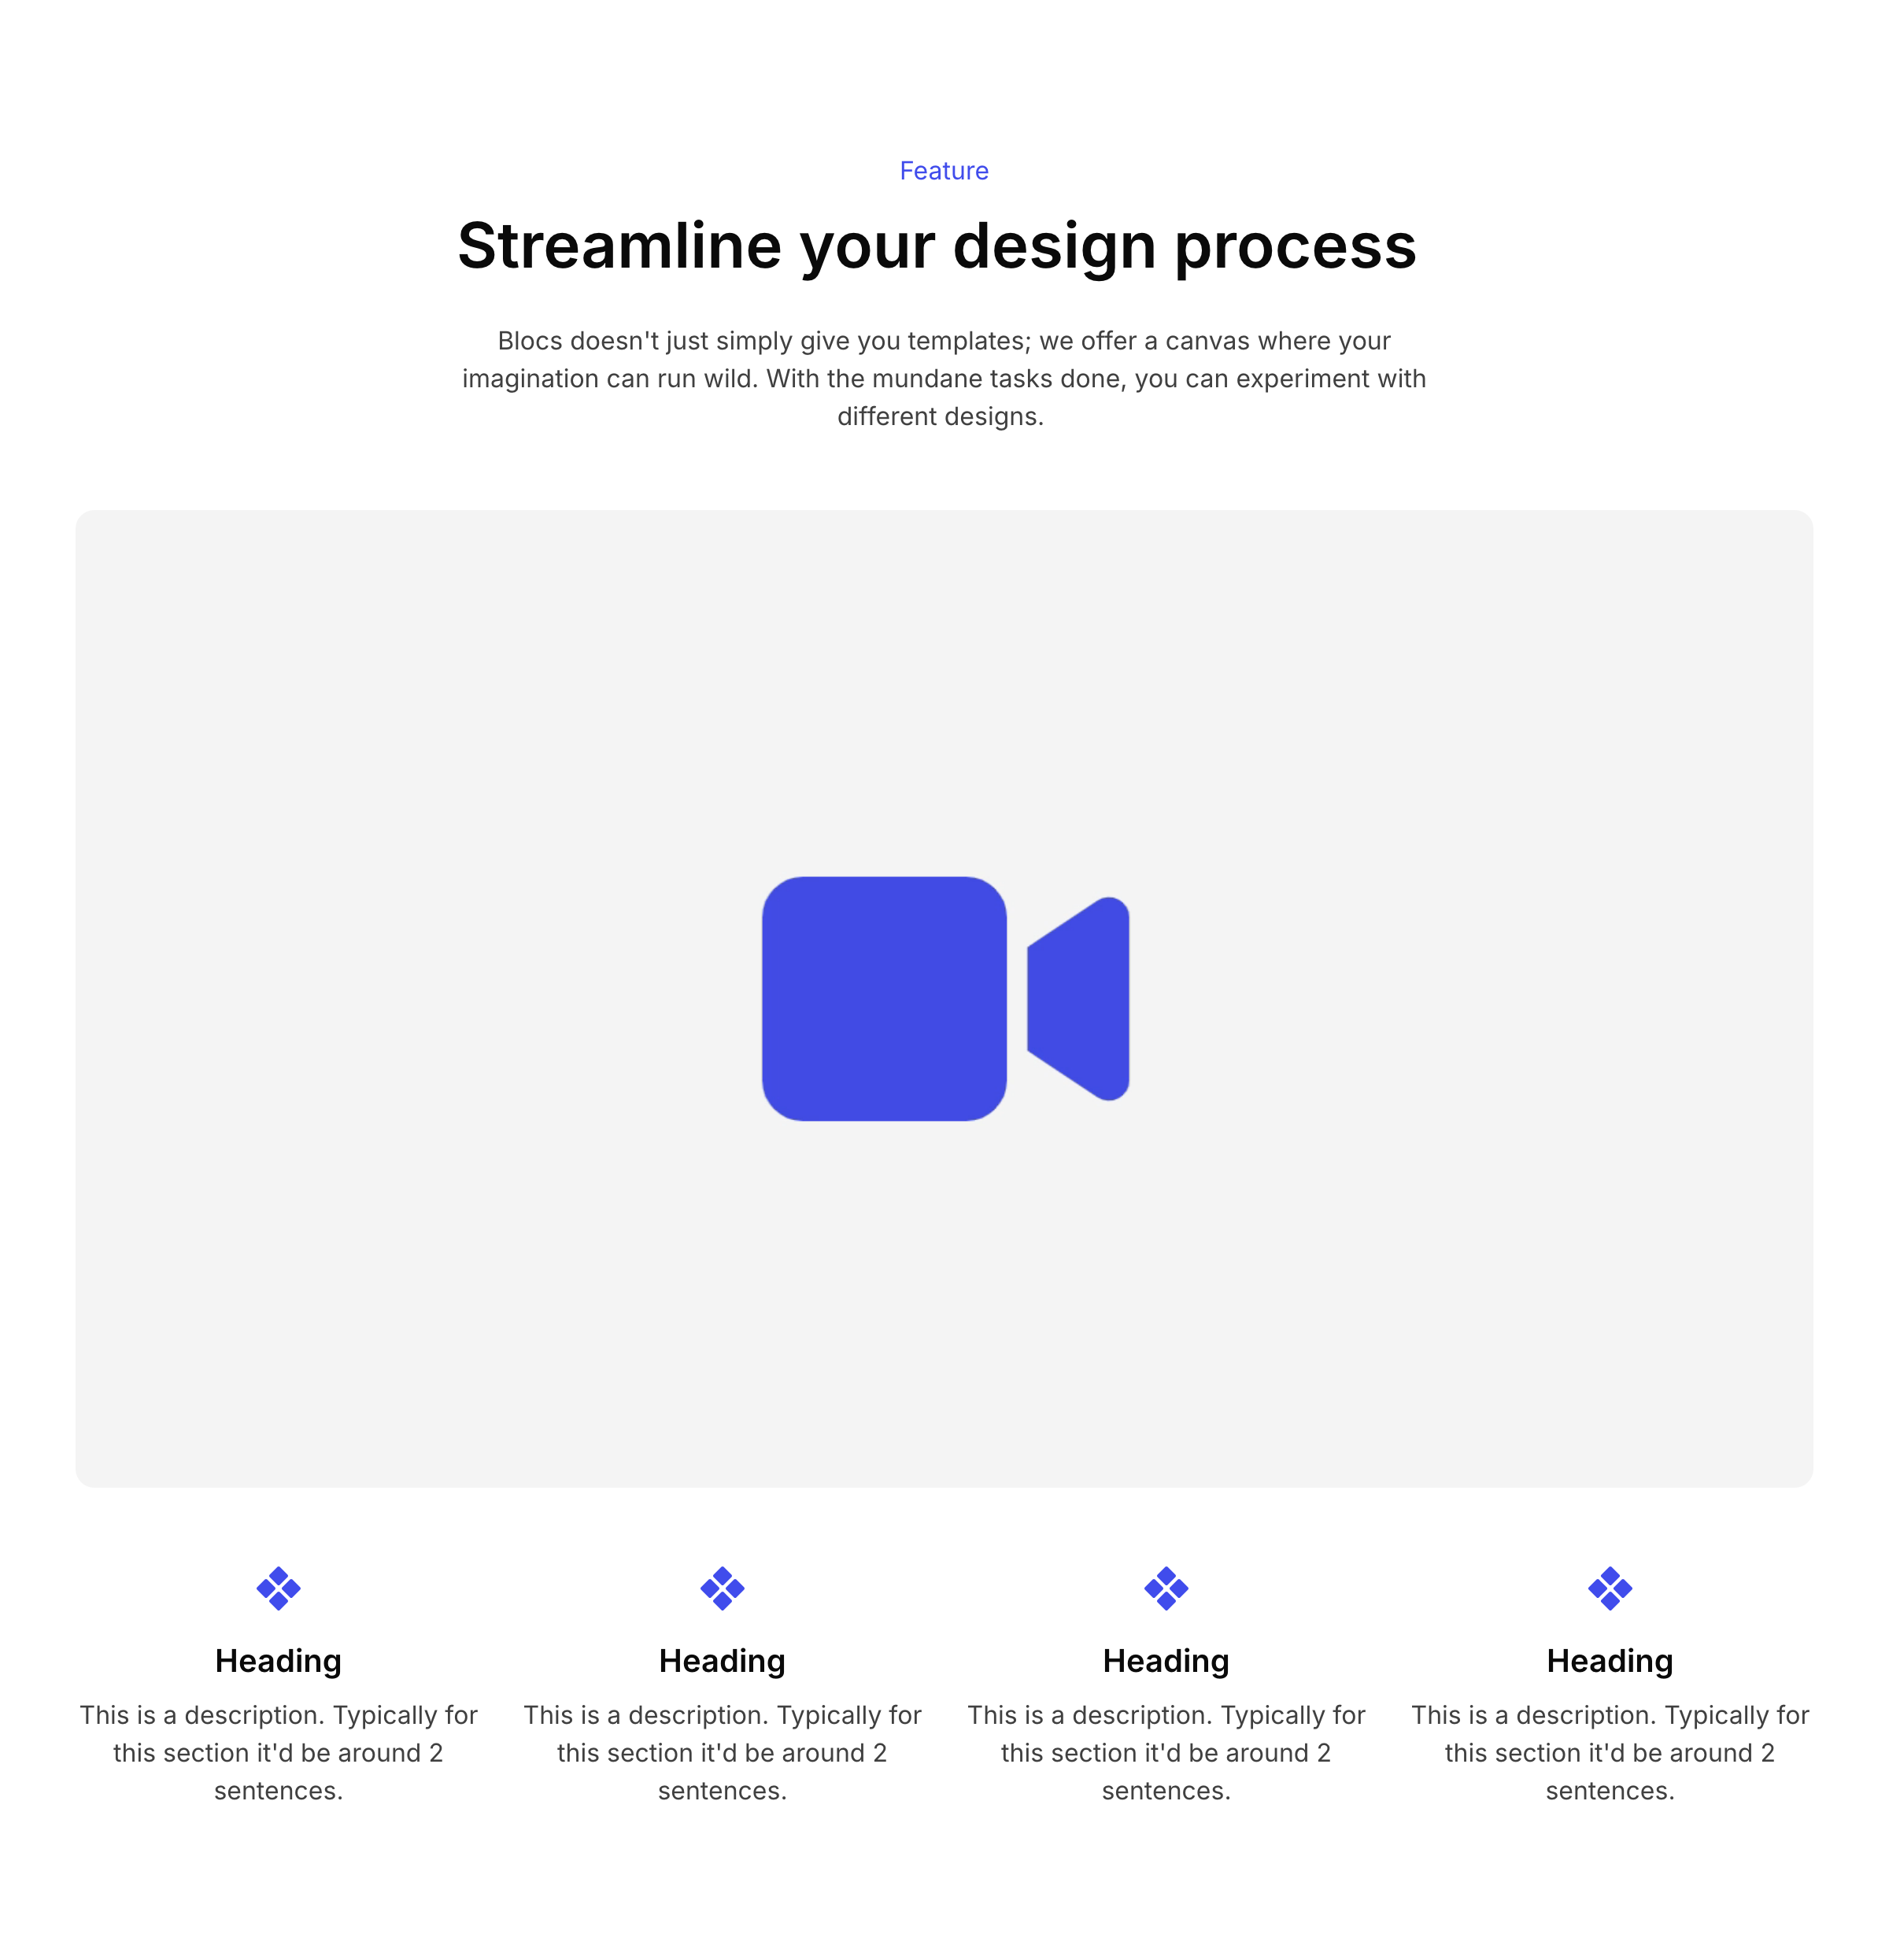 Feature
Streamline your design process
Blocs doesn't just simply give you templates; we offer a canvas where your
imagination can run wild. With the mundane tasks done, you can experiment with
different designs.
Heading
This is a description. Typically for
this section it'd be around 2
sentences.
Heading
This is a description. Typically for
this section it'd be around 2
sentences.
Heading
This is a description. Typically for
this section it'd be around 2
sentences.
Heading
This is a description. Typically for
this section it'd be around 2
sentences.